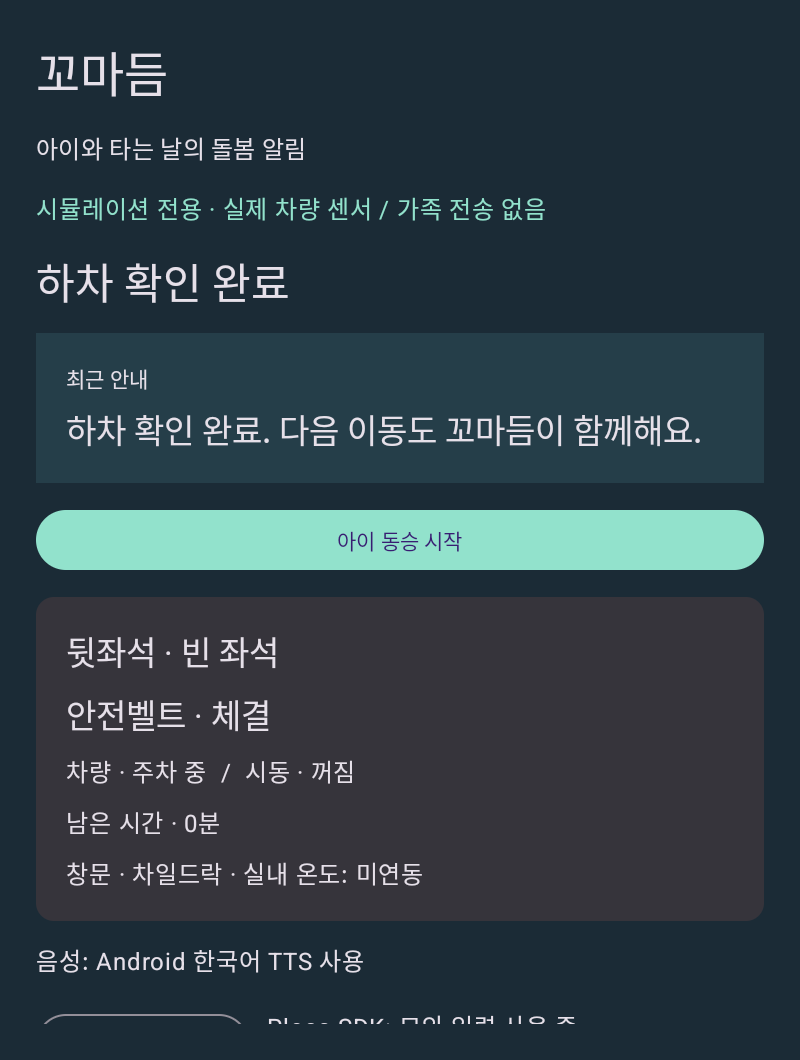 꼬마듬
아이와 타는 날의 돌봄 알림
시뮬레이션 전용 · 실제 차량 센서 / 가족 전송 없음
하차 확인 완료
최근 안내
하차 확인 완료. 다음 이동도 꼬마듬이 함께해요.
아이 동승 시작
뒷좌석 · 빈 좌석
안전벨트 · 체결
차량 · 주차 중 / 시동 · 꺼짐
남은 시간 · 0분
창문 · 차일드락 · 실내 온도: 미연동
음성: Android 한국어 TTS 사용